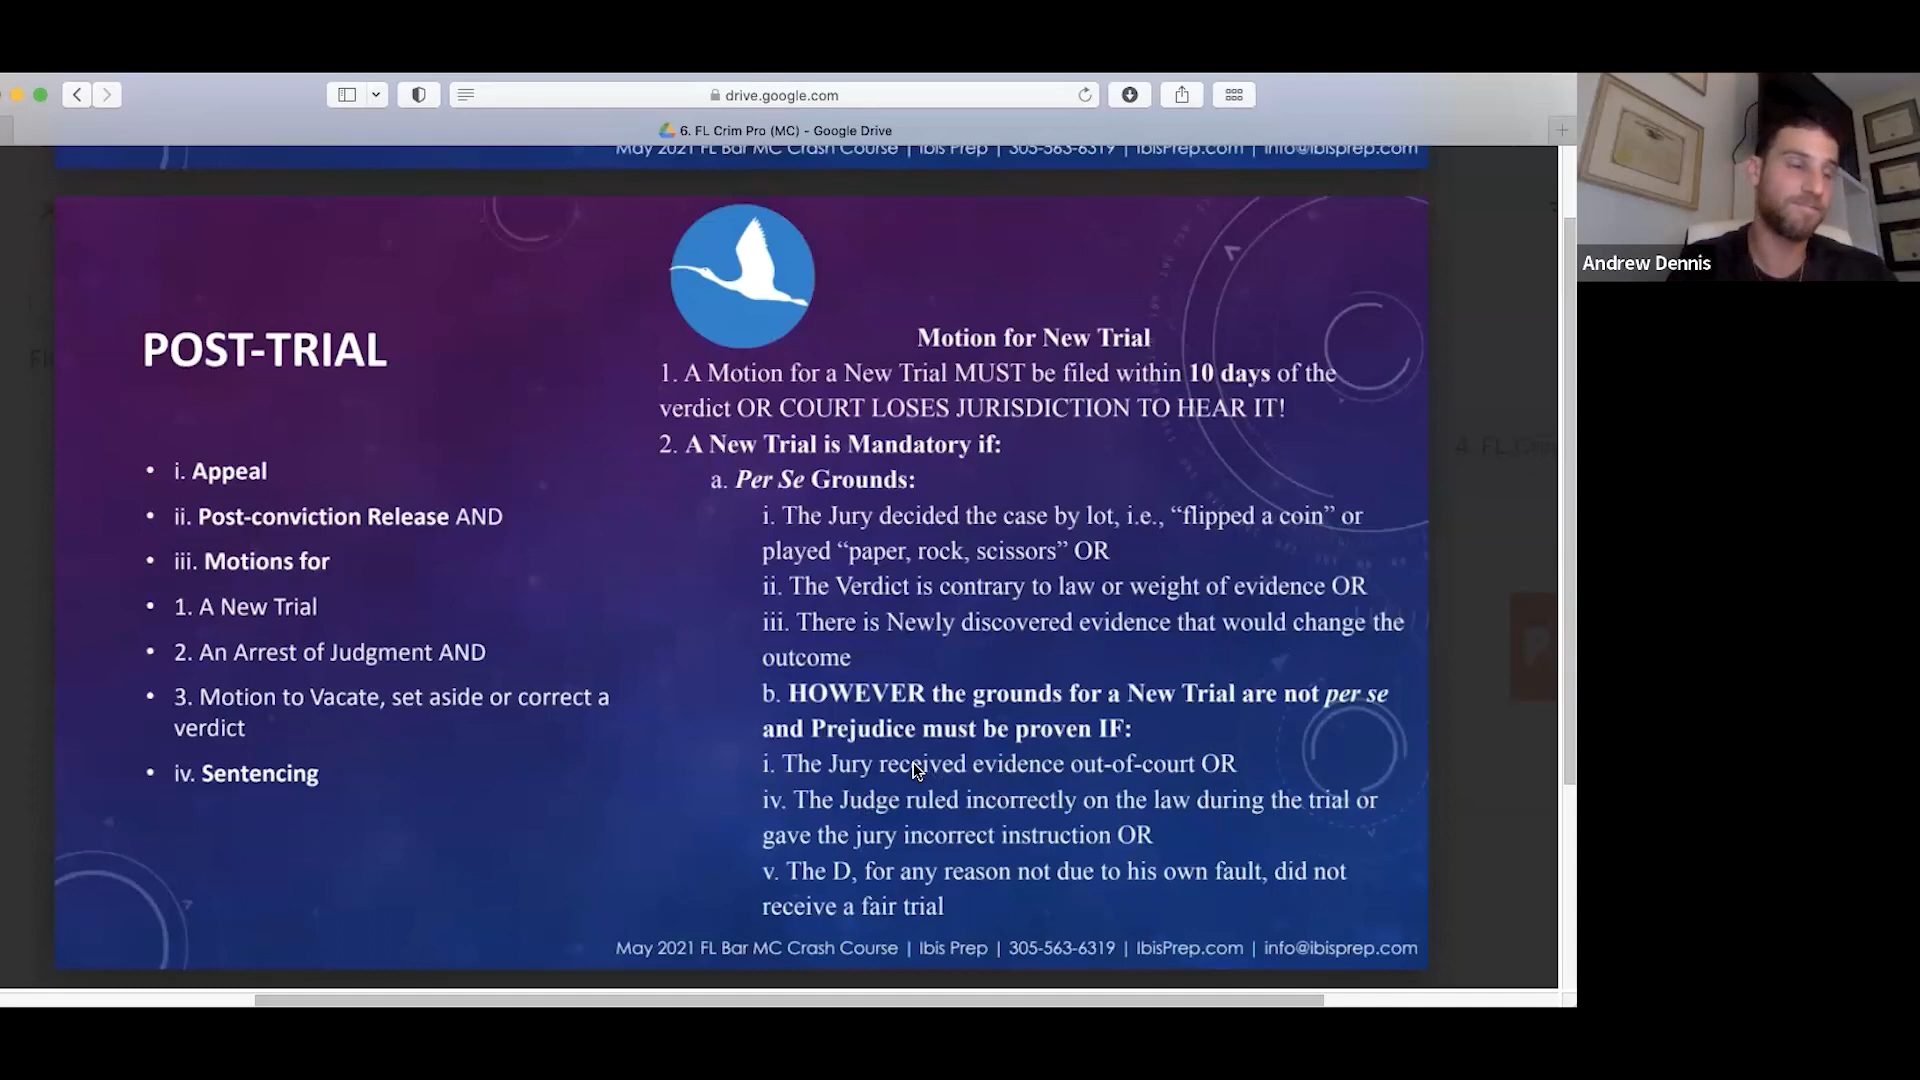 drive.google.com
6. FL Crim Pro (MC) - Google Drive
May 2021 FL Bar MC Crash Course | Ibis Prep | 305-563-6319 | IbisPrep.com | info@ibisprep.com
Andrew Dennis
POST-TRIAL
• i. Appeal
• ii. Post-conviction Release AND
• iii. Motions for
• 1. A New Trial
• 2. An Arrest of Judgment AND
• 3. Motion to Vacate, set aside or correct a
verdict
• iv. Sentencing
Motion for New Trial
1. A Motion for a New Trial MUST be filed within 10 days of the
verdict OR COURT LOSES JURISDICTION TO HEAR IT!
2. A New Trial is Mandatory if:
a. Per Se Grounds:
i. The Jury decided the case by lot, i.e., “flipped a coin” or
played “paper, rock, scissors” OR
ii. The Verdict is contrary to law or weight of evidence OR
iii. There is Newly discovered evidence that would change the
outcome
b. HOWEVER the grounds for a New Trial are not per se
and Prejudice must be proven IF:
i. The Jury received evidence out-of-court OR
iv. The Judge ruled incorrectly on the law during the trial or
gave the jury incorrect instruction OR
v. The D, for any reason not due to his own fault, did not
receive a fair trial
May 2021 FL Bar MC Crash Course | Ibis Prep | 305-563-6319 | IbisPrep.com | info@ibisprep.com